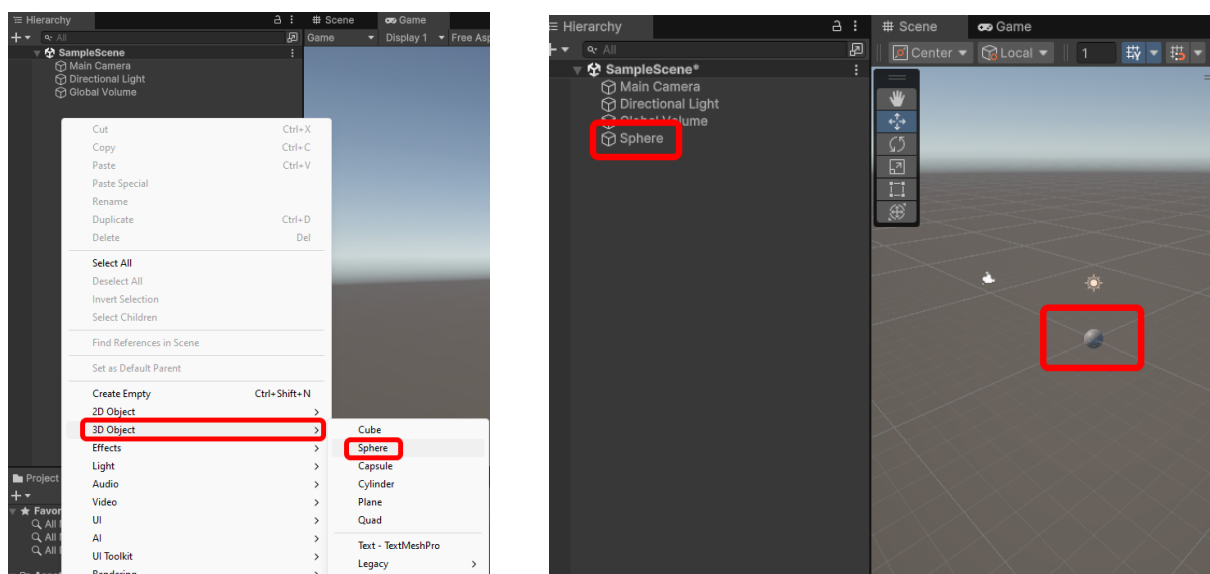 Hierarchy
All
SampleScene
Main Camera
Directional Light
Global Volume
# Scene
Game
Game
Display 1
Free Asp
Cut Ctrl+X
Copy Ctrl+C
Paste Ctrl+V
Paste Special
Rename
Duplicate Ctrl+D
Delete Del
Select All
Deselect All
Invert Selection
Select Children
Find References in Scene
Set as Default Parent
Create Empty Ctrl+Shift+N
2D Object
3D Object
Effects
Light
Audio
Video
UI
AI
UI Toolkit
Rendering
Cube
Sphere
Capsule
Cylinder
Plane
Quad
Text - TextMeshPro
Legacy
Project
Favor
All
All
All
Hierarchy
All
SampleScene*
Main Camera
Directional Light
Global Volume
Sphere
# Scene
Game
Center
Local
1